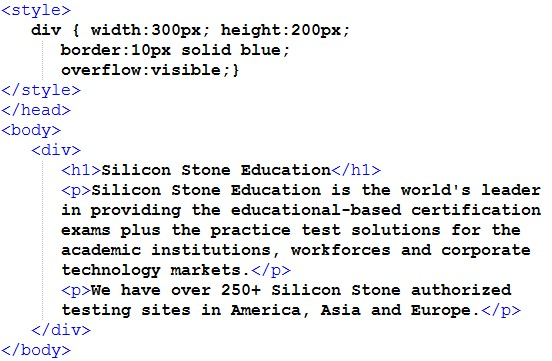 <style>
div { width:300px; height:200px;
border:10px solid blue;
overflow:visible;}
</style>
</head>
<body>
<div>
<h1>Silicon Stone Education</h1>
<p>Silicon Stone Education is the world's leader
in providing the educational-based certification
exams plus the practice test solutions for the
academic institutions, workforces and corporate
technology markets.</p>
<p>We have over 250+ Silicon Stone authorized
testing sites in America, Asia and Europe.</p>
</div>
</body>